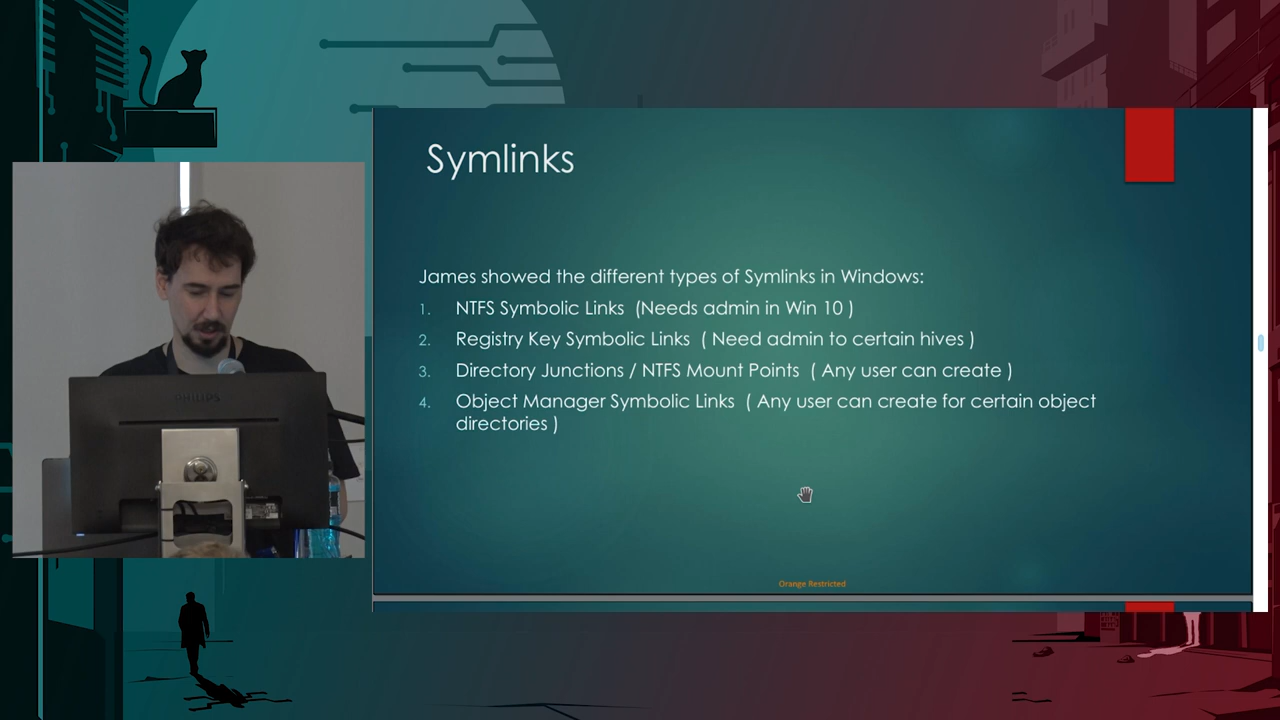 Symlinks
James showed the different types of Symlinks in Windows:
1. NTFS Symbolic Links (Needs admin in Win 10 )
2. Registry Key Symbolic Links ( Need admin to certain hives )
3. Directory Junctions / NTFS Mount Points ( Any user can create )
4. Object Manager Symbolic Links ( Any user can create for certain object
directories )
Orange Restricted
PHILIPS